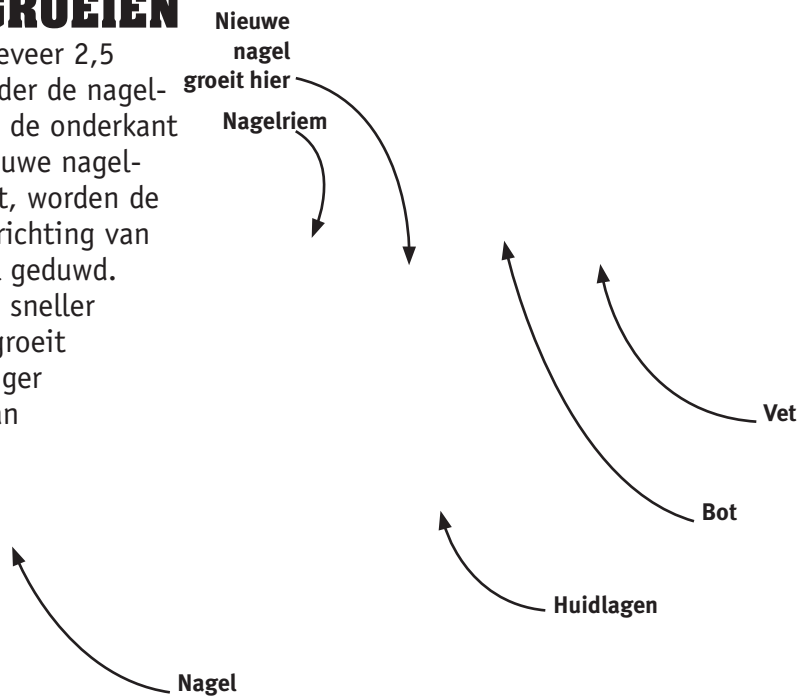 GROEIEN
eveer 2,5
der de nagel-
de onderkant
uwe nagel-
t, worden de
richting van
geduwd.
sneller
groeit
ger
an
Nieuwe
nagel
groeit hier
Nagelriem
Vet
Bot
Huidlagen
Nagel